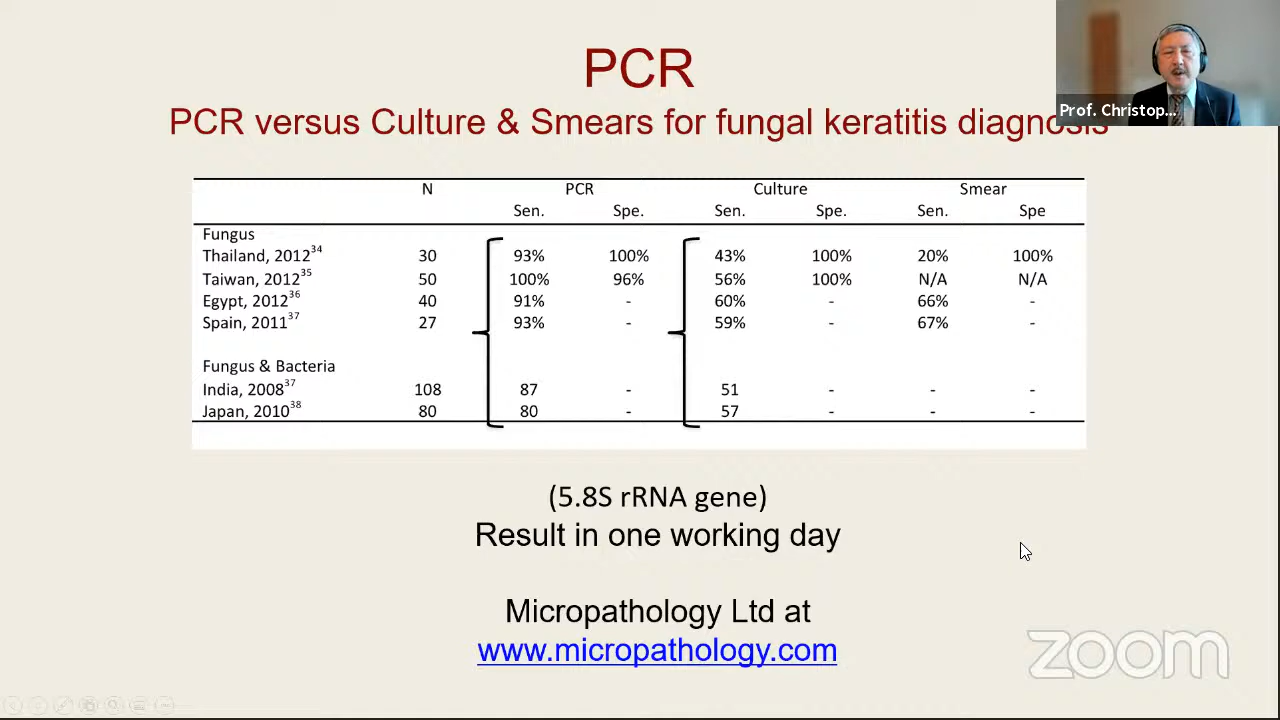 PCR
PCR versus Culture & Smears for fungal keratitis diagnosis
Prof. Christop...
N PCR Culture Smear
Sen. Spe. Sen. Spe. Sen. Spe
Fungus
Thailand, 2012³⁴ 30 93% 100% 43% 100% 20% 100%
Taiwan, 2012³⁵ 50 100% 96% 56% 100% N/A N/A
Egypt, 2012³⁶ 40 91% - 60% - 66% -
Spain, 2011³⁷ 27 93% - 59% - 67% -
Fungus & Bacteria
India, 2008³⁷ 108 87 - 51 - - -
Japan, 2010³⁸ 80 80 - 57 - - -
(5.8S rRNA gene)
Result in one working day
Micropathology Ltd at
www.micropathology.com
zoom